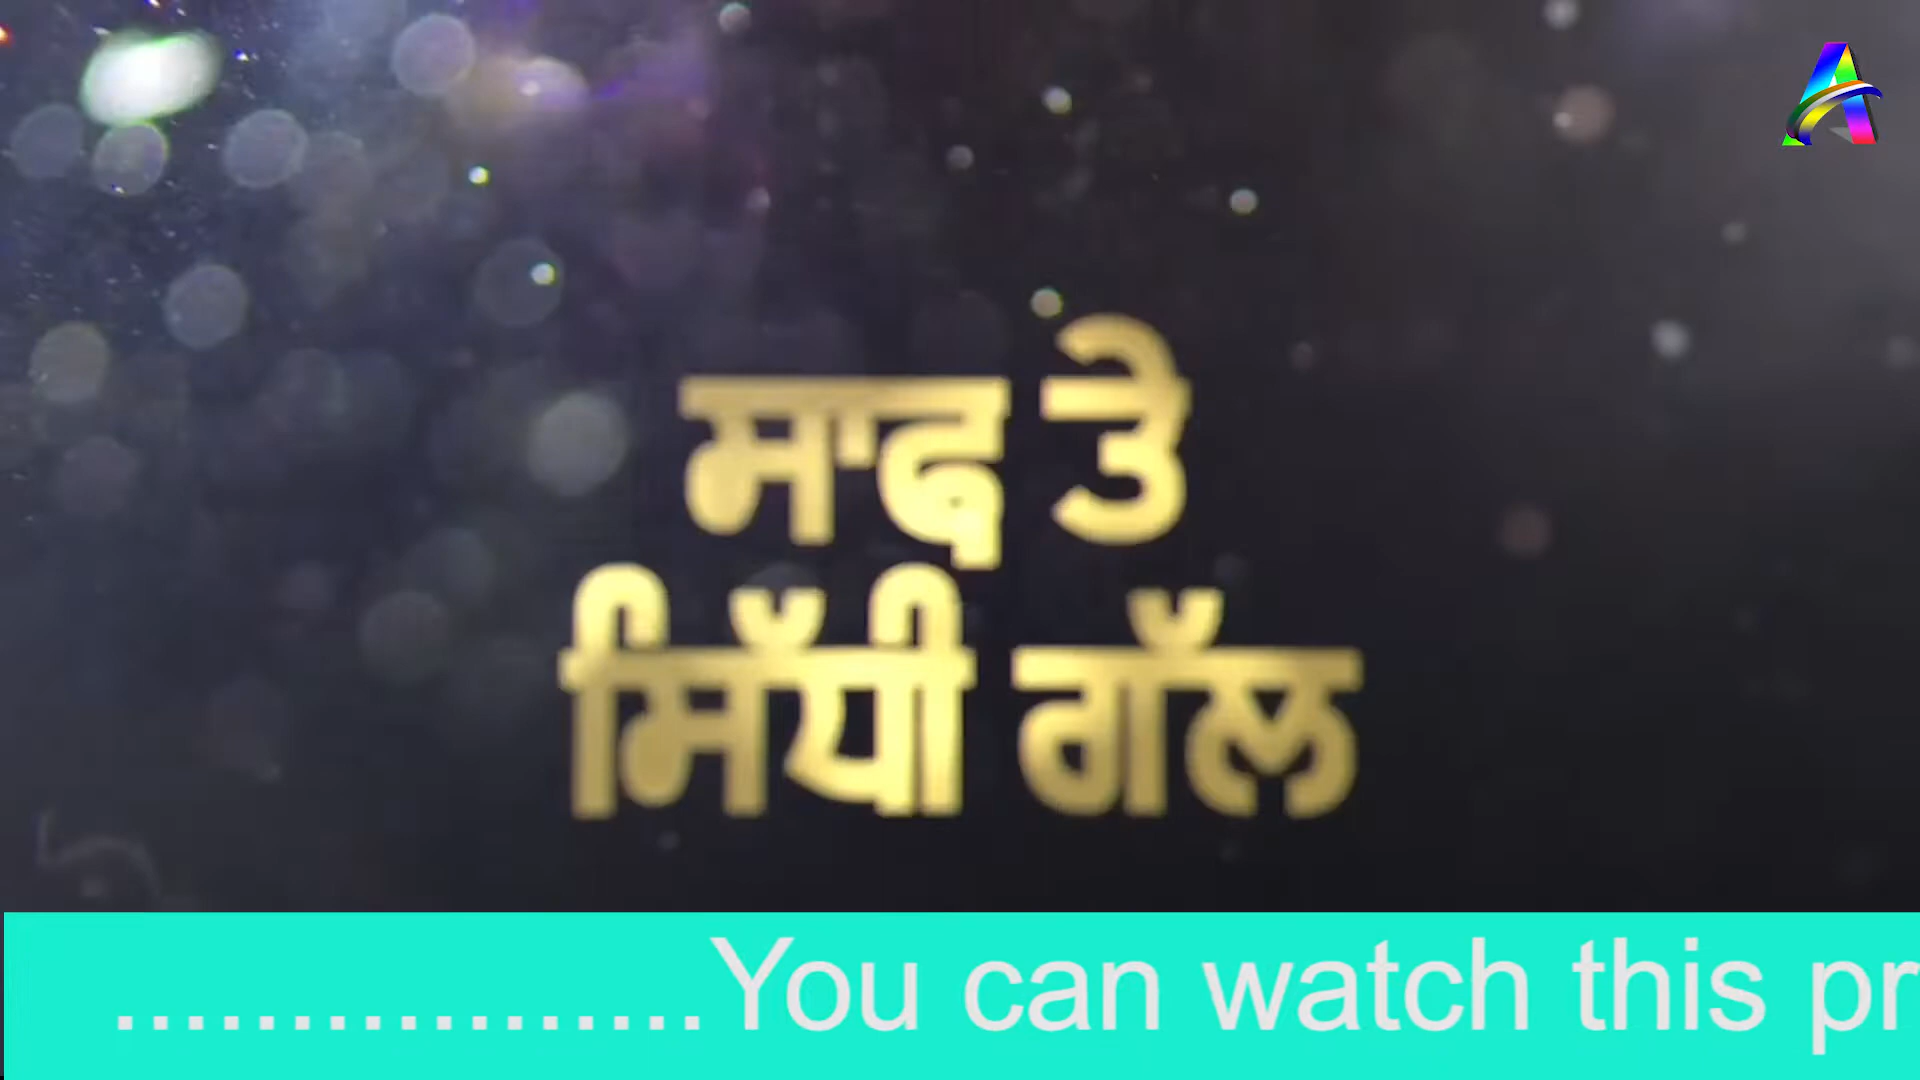 ਸਾਫ ਤੇ
ਸਿੱਧੀ ਗੱਲ
.................You can watch this pr